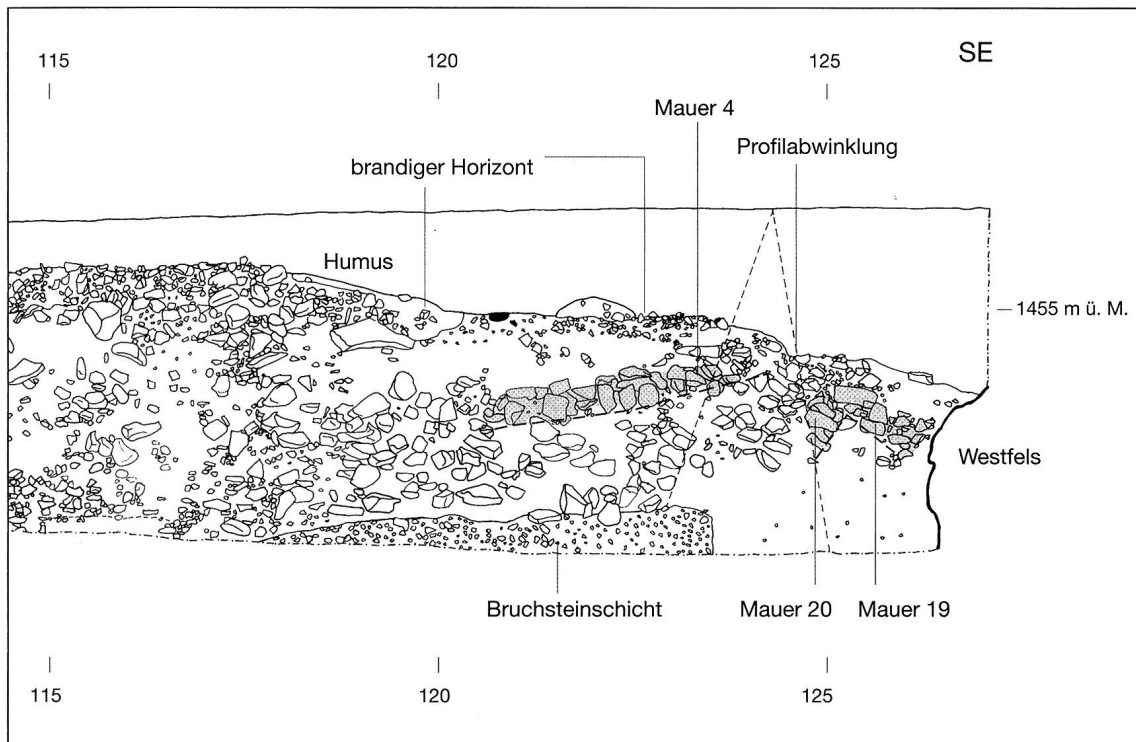 115
120
125
SE
Mauer 4
Profilabwinklung
brandiger Horizont
Humus
1455 m ü. M.
Westfels
Bruchsteinschicht
Mauer 20
Mauer 19
115
120
125